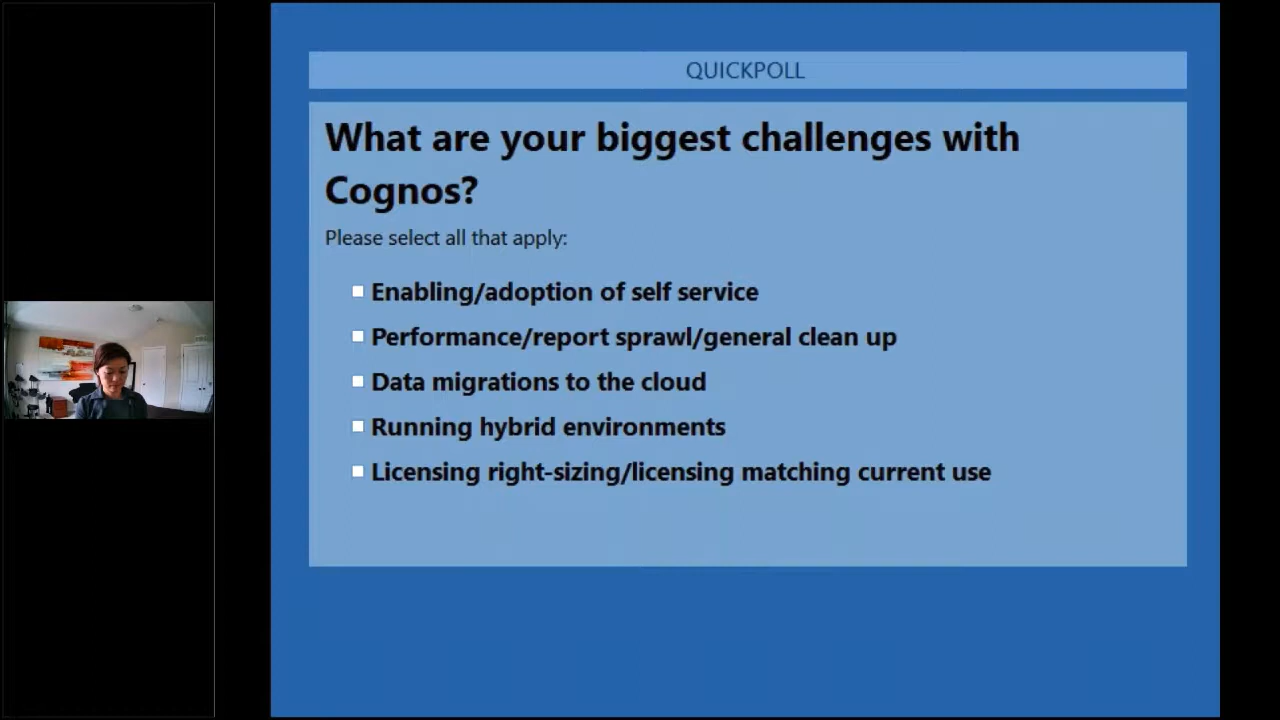 QUICKPOLL
What are your biggest challenges with
Cognos?
Please select all that apply:
Enabling/adoption of self service
Performance/report sprawl/general clean up
Data migrations to the cloud
Running hybrid environments
Licensing right-sizing/licensing matching current use